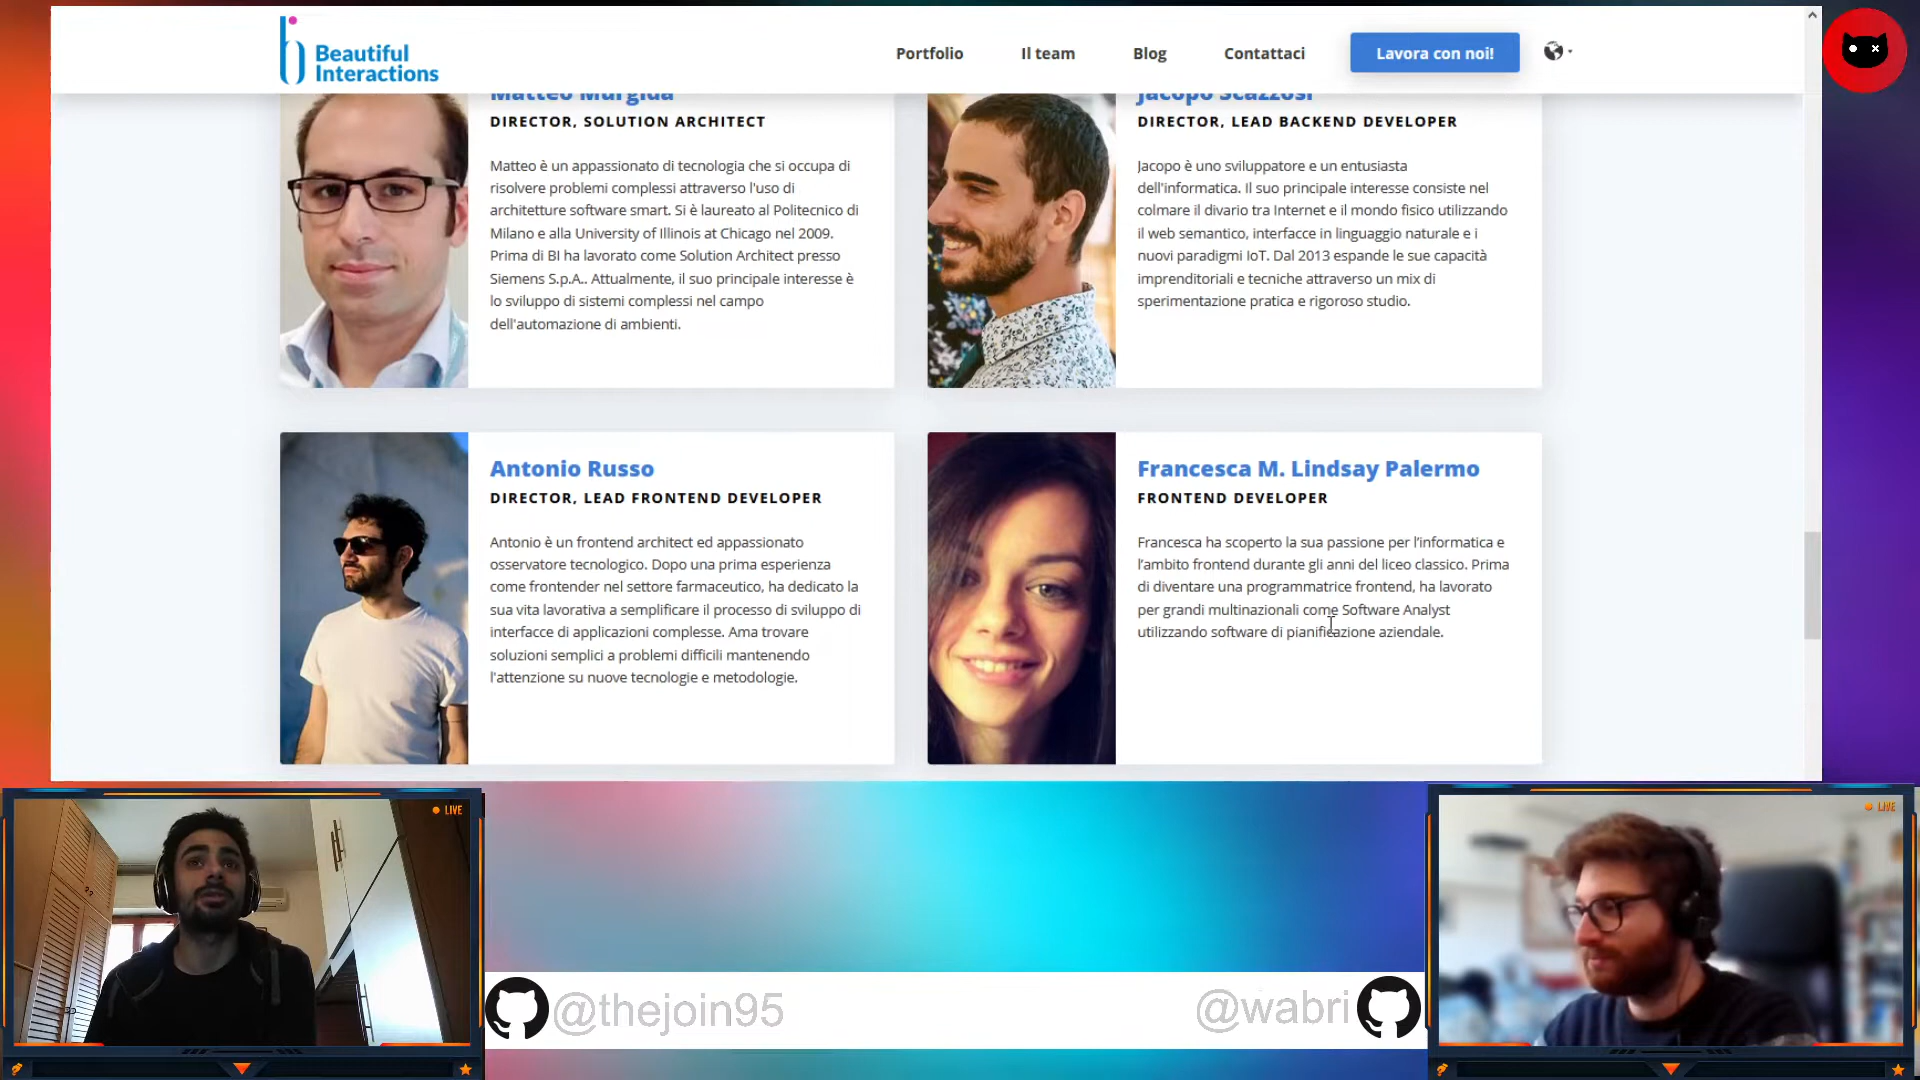 Beautiful
Interactions
Portfolio
Il team
Blog
Contattaci
Lavora con noi!
Matteo Murgida
DIRECTOR, SOLUTION ARCHITECT
Matteo è un appassionato di tecnologia che si occupa di
risolvere problemi complessi attraverso l'uso di
architetture software smart. Si è laureato al Politecnico di
Milano e alla University of Illinois at Chicago nel 2009.
Prima di BI ha lavorato come Solution Architect presso
Siemens S.p.A.. Attualmente, il suo principale interesse è
lo sviluppo di sistemi complessi nel campo
dell'automazione di ambienti.
Jacopo Scazzosi
DIRECTOR, LEAD BACKEND DEVELOPER
Jacopo è uno sviluppatore e un entusiasta
dell'informatica. Il suo principale interesse consiste nel
colmare il divario tra Internet e il mondo fisico utilizzando
il web semantico, interfacce in linguaggio naturale e i
nuovi paradigmi IoT. Dal 2013 espande le sue capacità
imprenditoriali e tecniche attraverso un mix di
sperimentazione pratica e rigoroso studio.
Antonio Russo
DIRECTOR, LEAD FRONTEND DEVELOPER
Antonio è un frontend architect ed appassionato
osservatore tecnologico. Dopo una prima esperienza
come frontender nel settore farmaceutico, ha dedicato la
sua vita lavorativa a semplificare il processo di sviluppo di
interfacce di applicazioni complesse. Ama trovare
soluzioni semplici a problemi difficili mantenendo
l'attenzione su nuove tecnologie e metodologie.
Francesca M. Lindsay Palermo
FRONTEND DEVELOPER
Francesca ha scoperto la sua passione per l'informatica e
l'ambito frontend durante gli anni del liceo classico. Prima
di diventare una programmatrice frontend, ha lavorato
per grandi multinazionali come Software Analyst
utilizzando software di pianificazione aziendale.
LIVE
LIVE
@thejoin95
@wabri